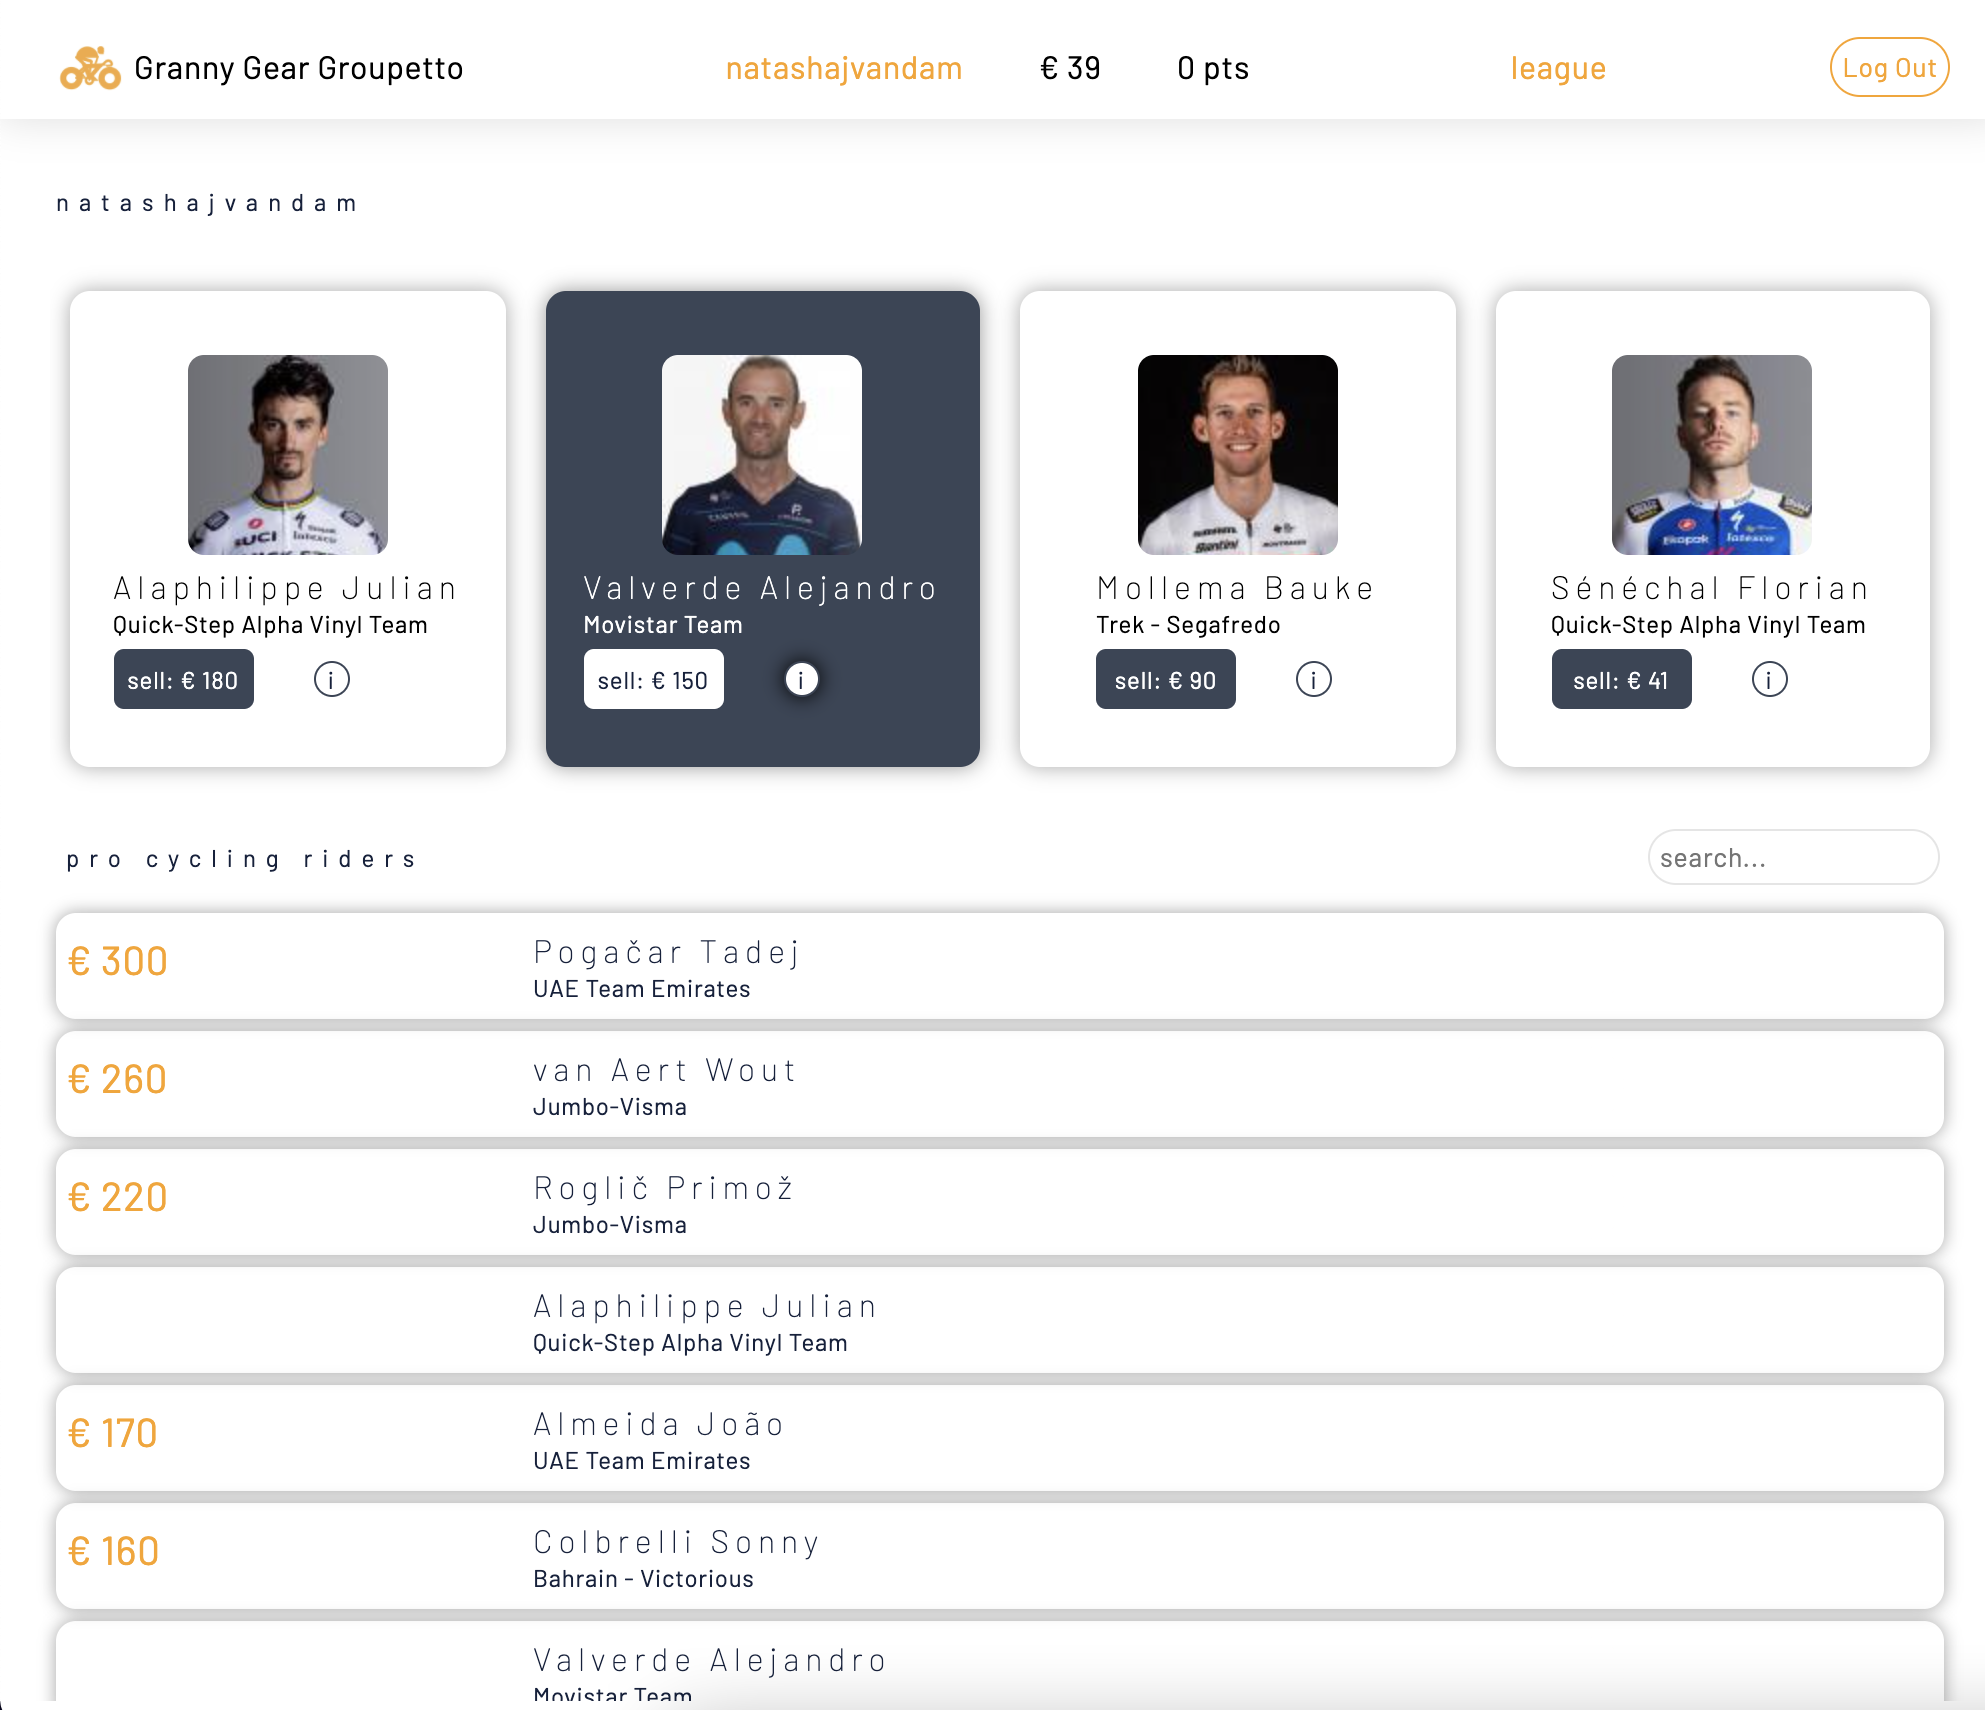 Granny Gear Groupetto
natashajvandam
€ 39
0 pts
league
Log Out
natashajvandam
Alaphilippe Julian
Quick-Step Alpha Vinyl Team
sell: € 180
i
Valverde Alejandro
Movistar Team
sell: € 150
i
Mollema Bauke
Trek - Segafredo
sell: € 90
i
Sénéchal Florian
Quick-Step Alpha Vinyl Team
sell: € 41
i
pro cycling riders
search...
€ 300
Pogačar Tadej
UAE Team Emirates
€ 260
van Aert Wout
Jumbo-Visma
€ 220
Roglič Primož
Jumbo-Visma
Alaphilippe Julian
Quick-Step Alpha Vinyl Team
€ 170
Almeida João
UAE Team Emirates
€ 160
Colbrelli Sonny
Bahrain - Victorious
Valverde Alejandro
Movistar Team